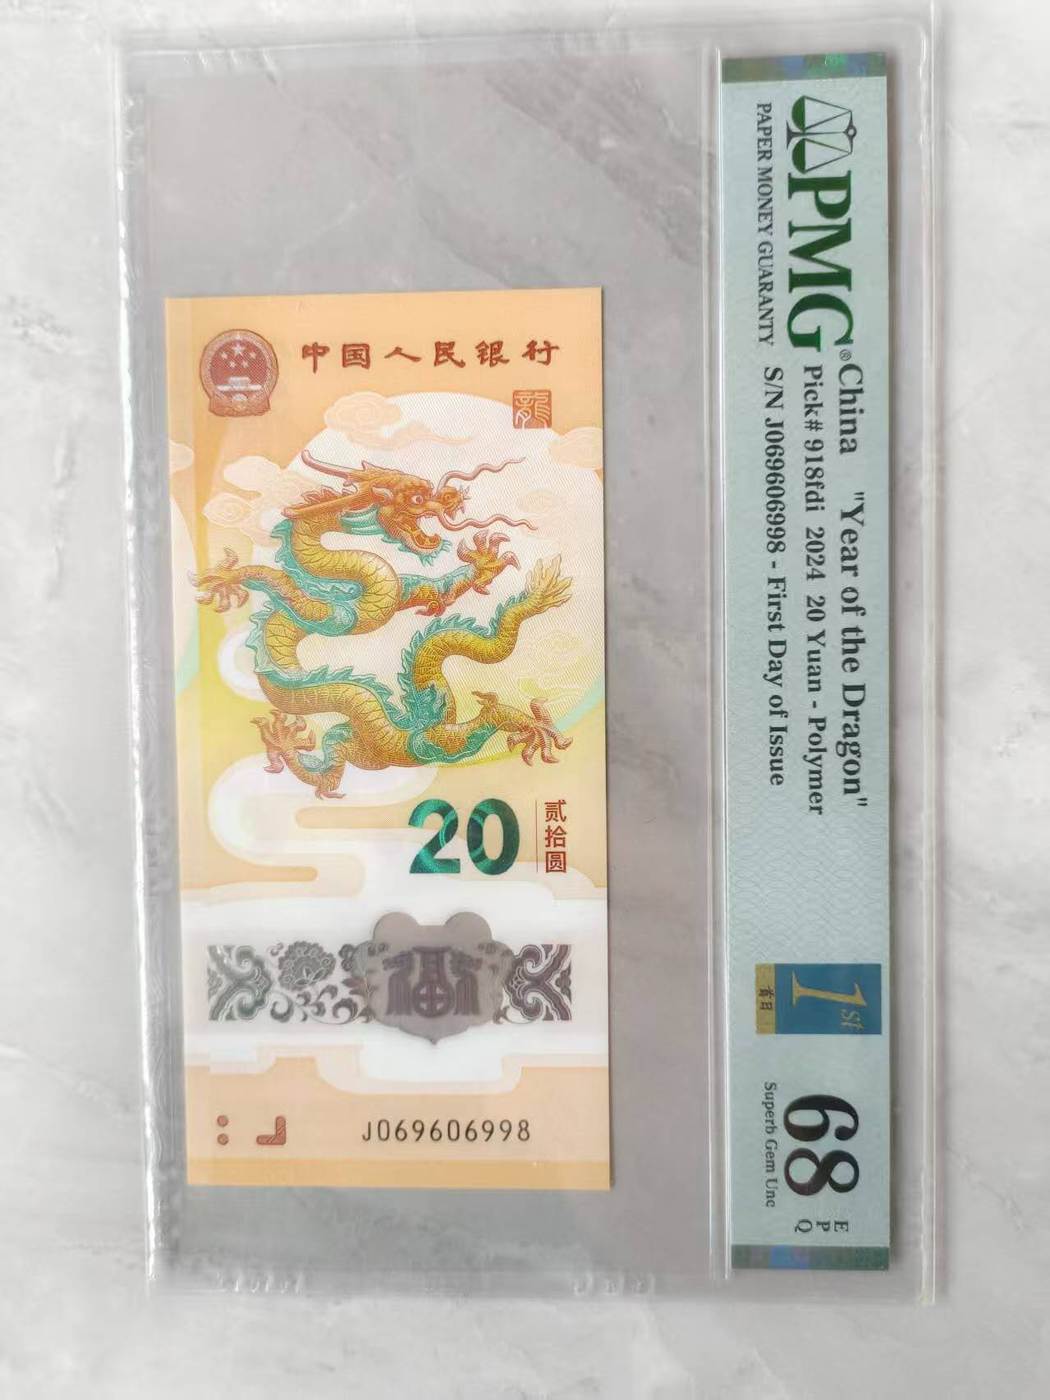 中国人民银行
龍
20
贰拾圆
福
J069606998
PMG®
PAPER MONEY GUARANTY
China "Year of the Dragon"
Pick# 918fdi 2024 20 Yuan - Polymer
S/N J069606998 - First Day of Issue
1st
首日
68
EPQ
Superb Gem Unc